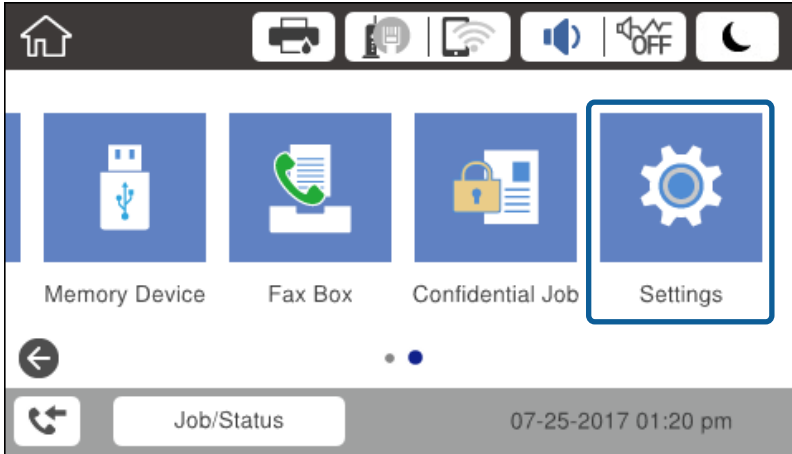 OFF
Memory Device
Fax Box
Confidential Job
Settings
Job/Status
07-25-2017 01:20 pm